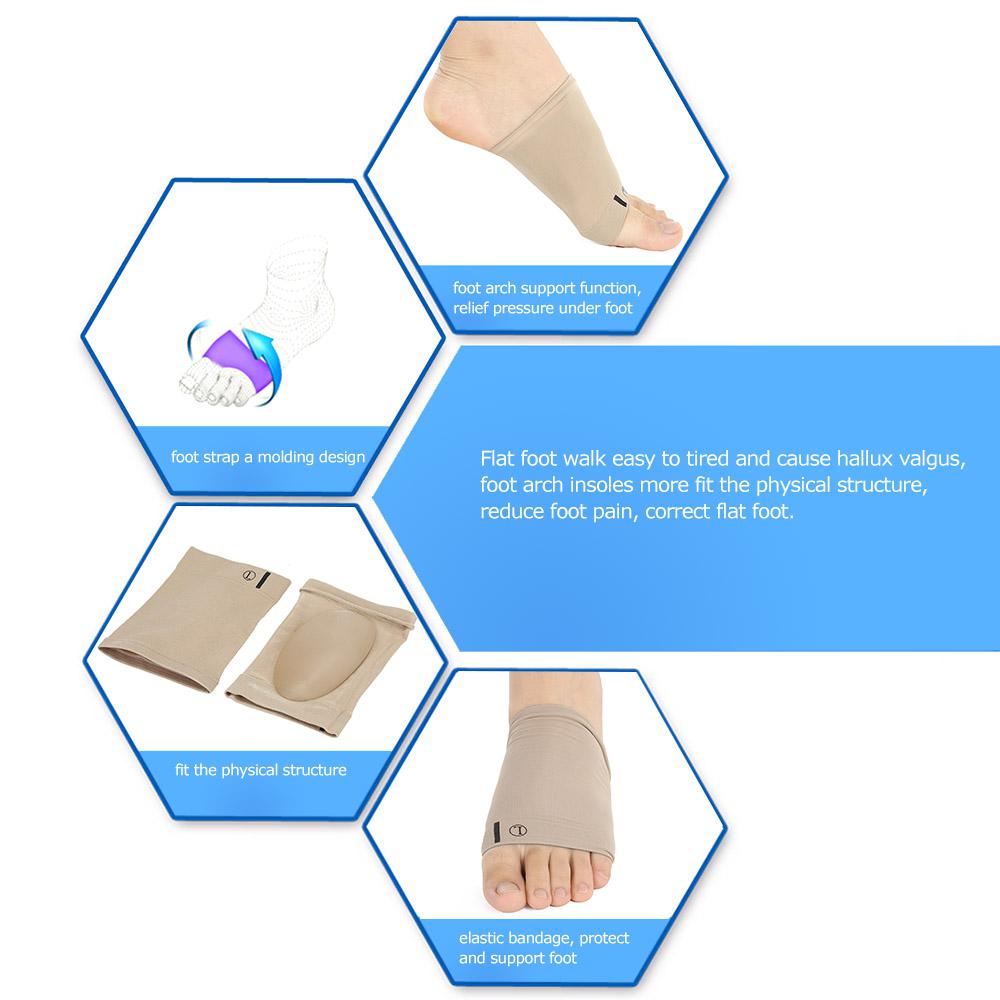 foot arch support function,
relief pressure under foot
foot strap a molding design
Flat foot walk easy to tired and cause hallux valgus,
foot arch insoles more fit the physical structure,
reduce foot pain, correct flat foot.
fit the physical structure
elastic bandage, protect
and support foot